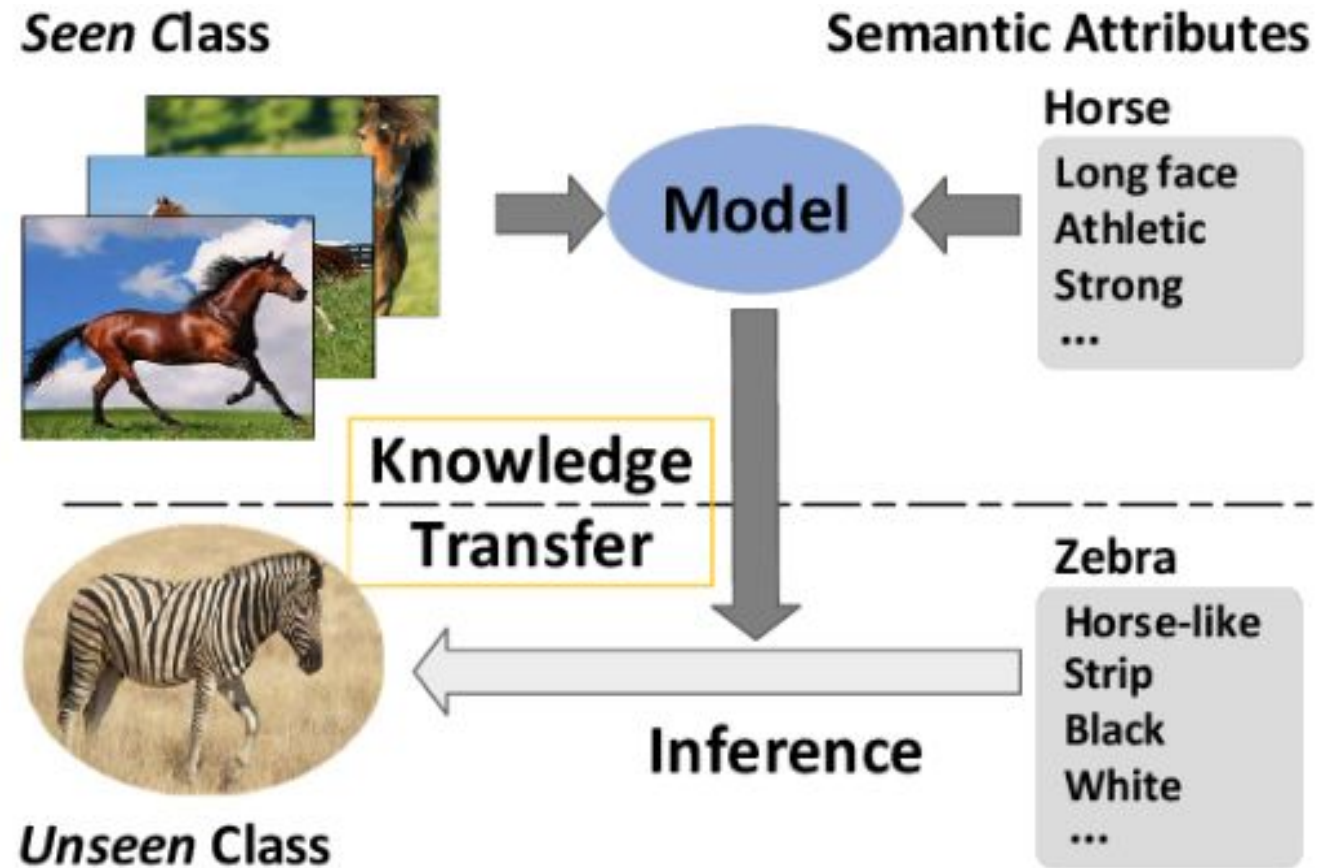 Seen Class
Semantic Attributes
Horse
Long face
Athletic
Strong
...
Model
Knowledge
Transfer
Zebra
Horse-like
Strip
Black
White
...
Inference
Unseen Class